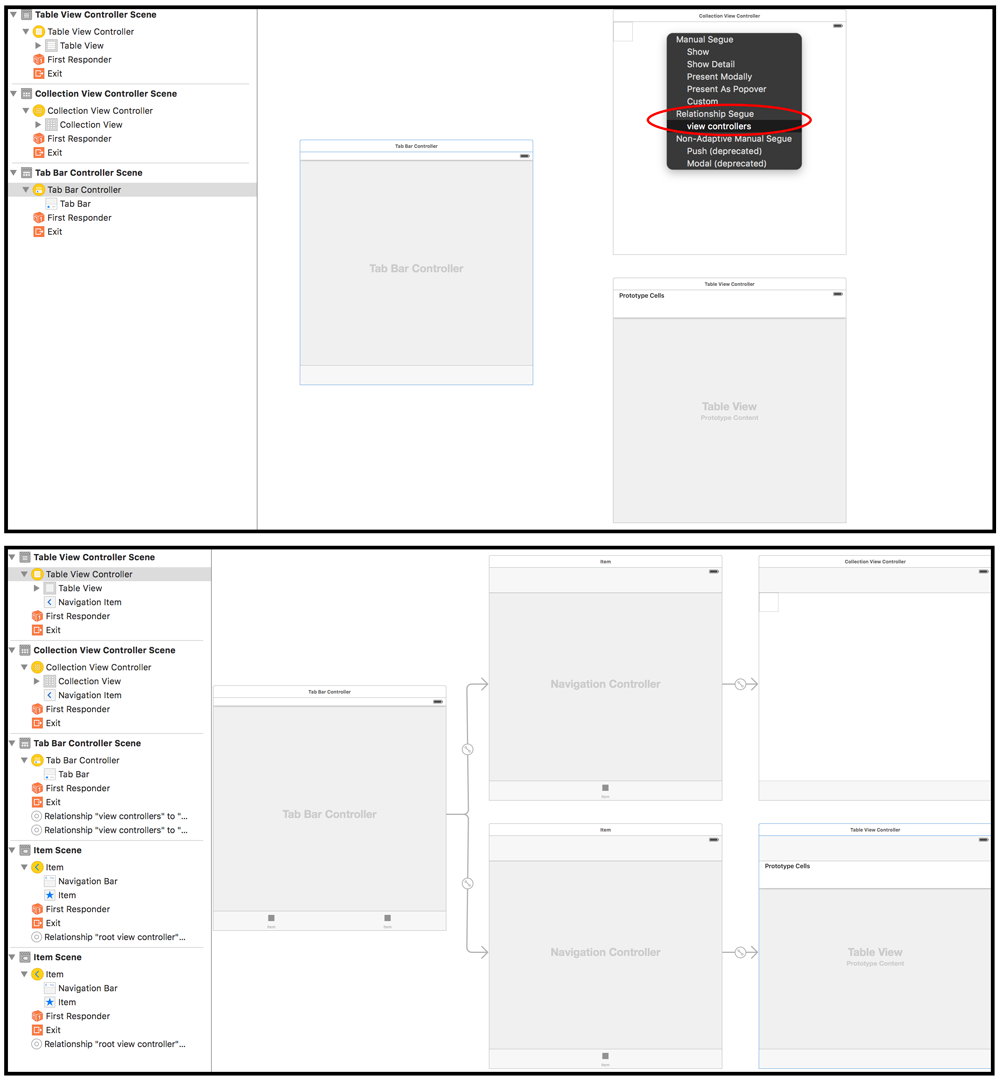 Table View Controller Scene
Table View Controller
Table View
First Responder
Exit
Collection View Controller Scene
Collection View Controller
Collection View
First Responder
Exit
Tab Bar Controller Scene
Tab Bar Controller
Tab Bar
First Responder
Exit
Tab Bar Controller
Tab Bar Controller
Collection View Controller
Manual Segue
Show
Show Detail
Present Modally
Present As Popover
Custom
Relationship Segue
view controllers
Non-Adaptive Manual Segue
Push (deprecated)
Modal (deprecated)
Table View Controller
Prototype Cells
Table View
Prototype Content
Table View Controller Scene
Table View Controller
Table View
Navigation Item
First Responder
Exit
Collection View Controller Scene
Collection View Controller
Collection View
Navigation Item
First Responder
Exit
Tab Bar Controller Scene
Tab Bar Controller
Tab Bar
First Responder
Exit
Relationship "view controllers" to "...
Relationship "view controllers" to "...
Item Scene
Item
Navigation Bar
Item
First Responder
Exit
Relationship "root view controller"...
Item Scene
Item
Navigation Bar
Item
First Responder
Exit
Relationship "root view controller"...
Tab Bar Controller
Tab Bar Controller
Item
Item
Item
Navigation Controller
Item
Collection View Controller
Item
Navigation Controller
Item
Table View Controller
Prototype Cells
Table View
Prototype Content